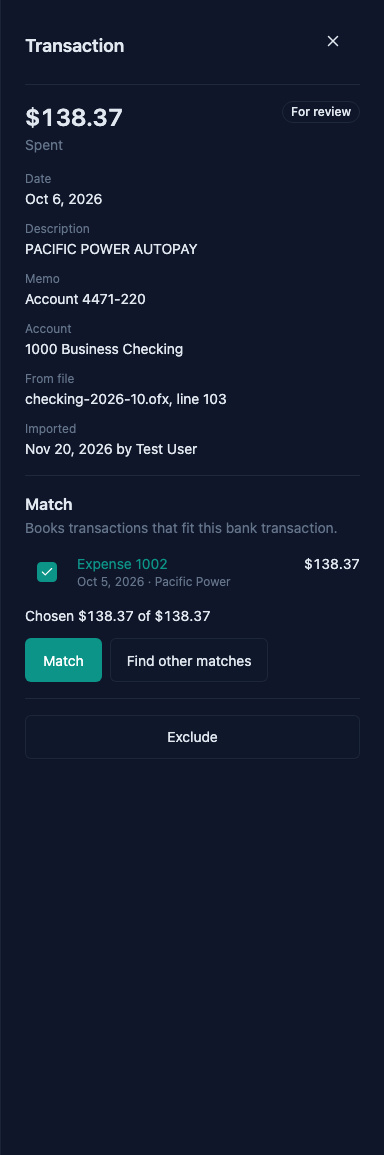 Transaction
$138.37
For review
Spent
Date
Oct 6, 2026
Description
PACIFIC POWER AUTOPAY
Memo
Account 4471-220
Account
1000 Business Checking
From file
checking-2026-10.ofx, line 103
Imported
Nov 20, 2026 by Test User
Match
Books transactions that fit this bank transaction.
Expense 1002
$138.37
Oct 5, 2026 · Pacific Power
Chosen $138.37 of $138.37
Match
Find other matches
Exclude